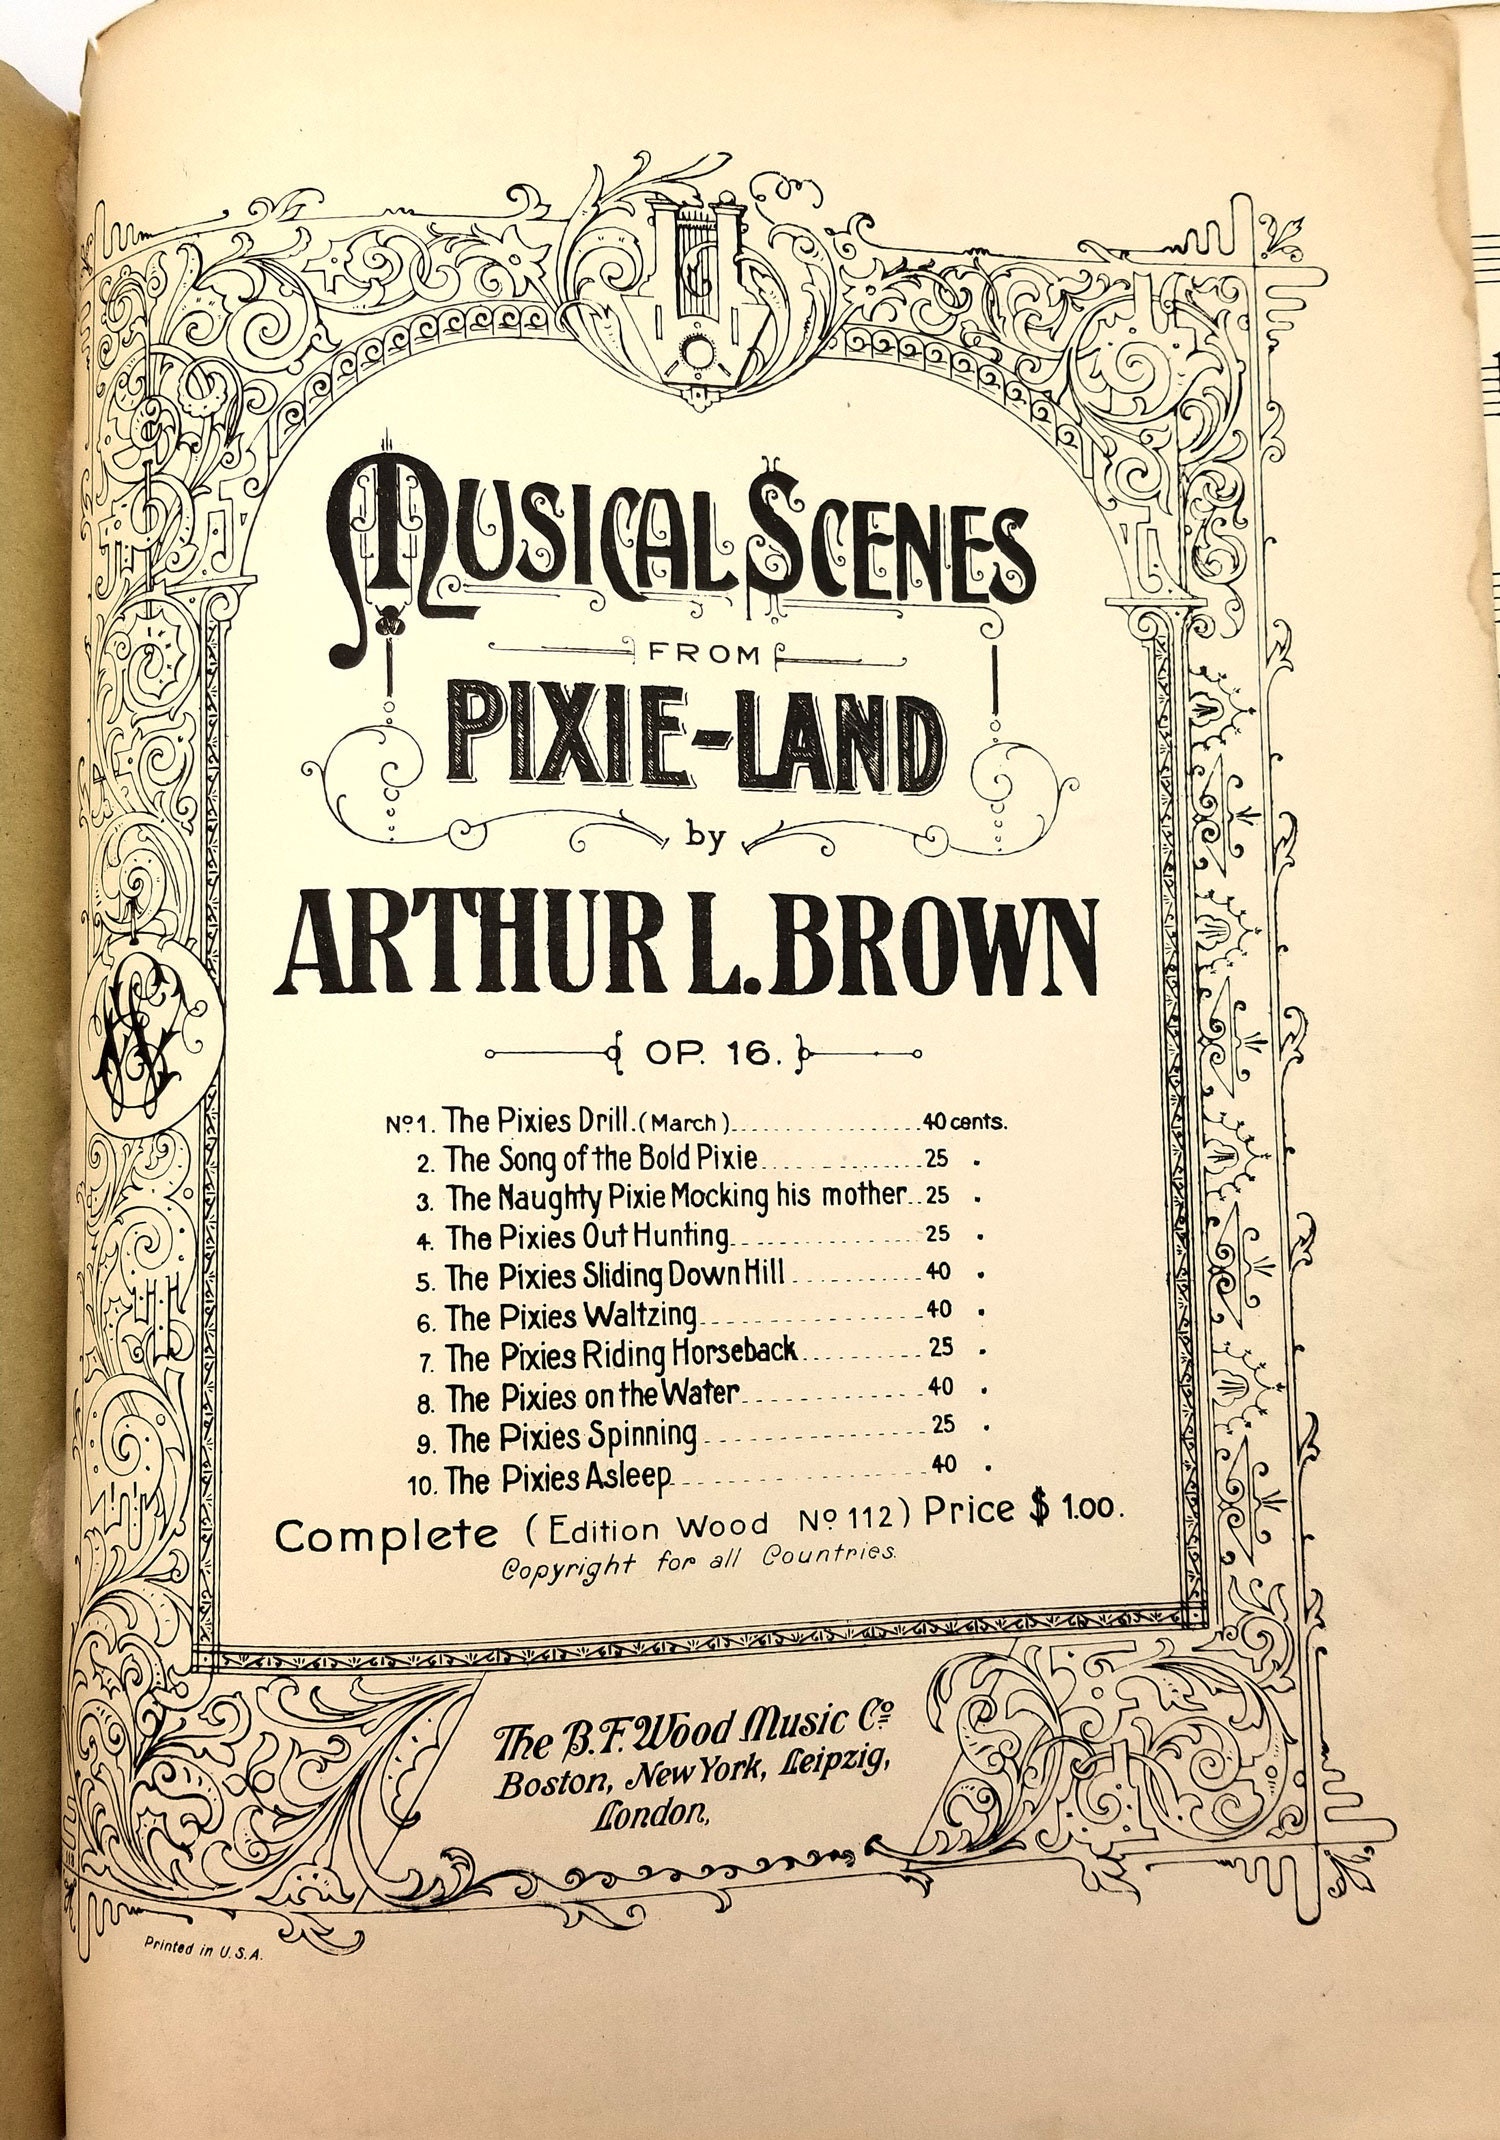 MUSICAL SCENES
FROM
PIXIE-LAND
by
ARTHUR L. BROWN
OP. 16.
No. 1. The Pixies Drill. (March) 40 cents.
2. The Song of the Bold Pixie 25 "
3. The Naughty Pixie Mocking his mother 25 "
4. The Pixies Out Hunting 25 "
5. The Pixies Sliding Down Hill 40 "
6. The Pixies Waltzing 40 "
7. The Pixies Riding Horseback 25 "
8. The Pixies on the Water 40 "
9. The Pixies Spinning 25 "
10. The Pixies Asleep 40 "
Complete (Edition Wood No. 112) Price $ 1.00.
Copyright for all Countries.
The B. F. Wood Music Co.
Boston, New York, Leipzig,
London,
Printed in U.S.A.